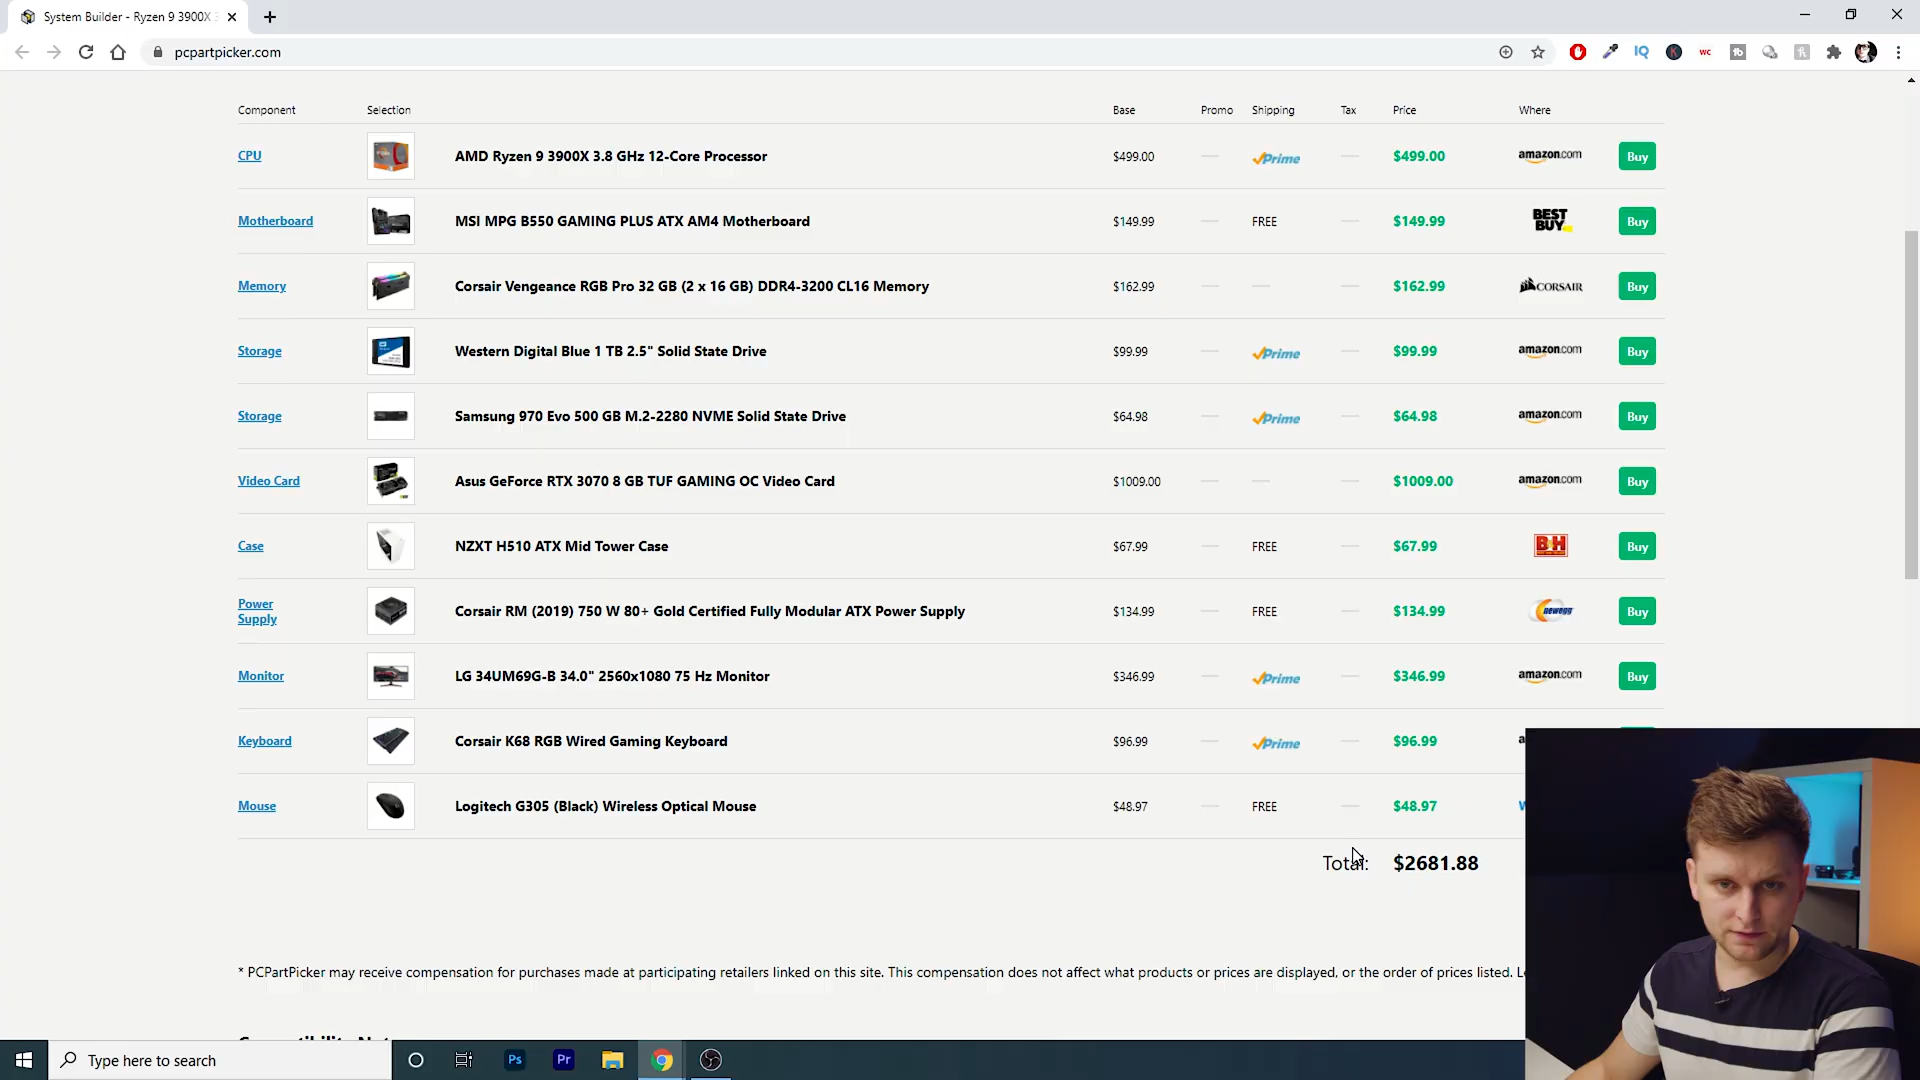 System Builder - Ryzen 9 3900X
pcpartpicker.com
Component Selection Base Promo Shipping Tax Price Where
CPU AMD Ryzen 9 3900X 3.8 GHz 12-Core Processor $499.00 — Prime — $499.00 amazon.com Buy
Motherboard MSI MPG B550 GAMING PLUS ATX AM4 Motherboard $149.99 — FREE — $149.99 BEST BUY Buy
Memory Corsair Vengeance RGB Pro 32 GB (2 x 16 GB) DDR4-3200 CL16 Memory $162.99 — — — $162.99 CORSAIR Buy
Storage Western Digital Blue 1 TB 2.5" Solid State Drive $99.99 — Prime — $99.99 amazon.com Buy
Storage Samsung 970 Evo 500 GB M.2-2280 NVME Solid State Drive $64.98 — Prime — $64.98 amazon.com Buy
Video Card Asus GeForce RTX 3070 8 GB TUF GAMING OC Video Card $1009.00 — — — $1009.00 amazon.com Buy
Case NZXT H510 ATX Mid Tower Case $67.99 — FREE — $67.99 B&H Buy
Power Supply Corsair RM (2019) 750 W 80+ Gold Certified Fully Modular ATX Power Supply $134.99 — FREE — $134.99 newegg Buy
Monitor LG 34UM69G-B 34.0" 2560x1080 75 Hz Monitor $346.99 — Prime — $346.99 amazon.com Buy
Keyboard Corsair K68 RGB Wired Gaming Keyboard $96.99 — Prime — $96.99
Mouse Logitech G305 (Black) Wireless Optical Mouse $48.97 — FREE — $48.97
Total: $2681.88
* PCPartPicker may receive compensation for purchases made at participating retailers linked on this site. This compensation does not affect what products or prices are displayed, or the order of prices listed.
Type here to search Ps Pr